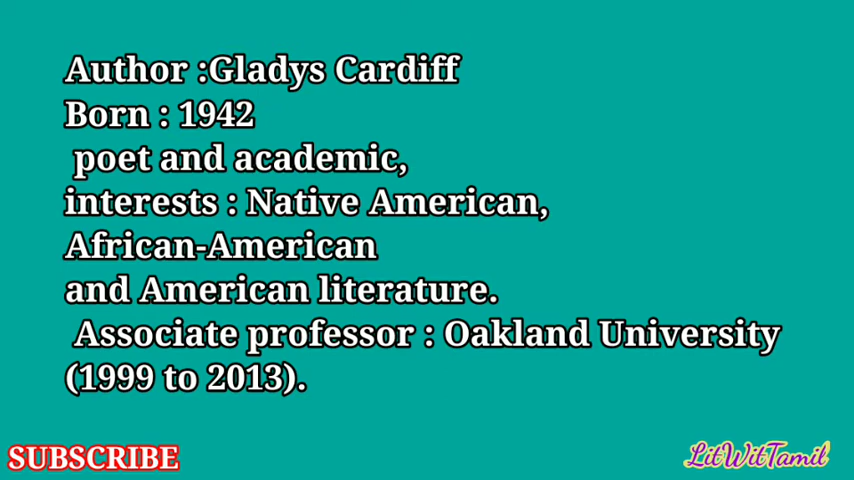 Author :Gladys Cardiff
Born : 1942
poet and academic,
interests : Native American,
African-American
and American literature.
Associate professor : Oakland University
(1999 to 2013).
SUBSCRIBE
LitWitTamil